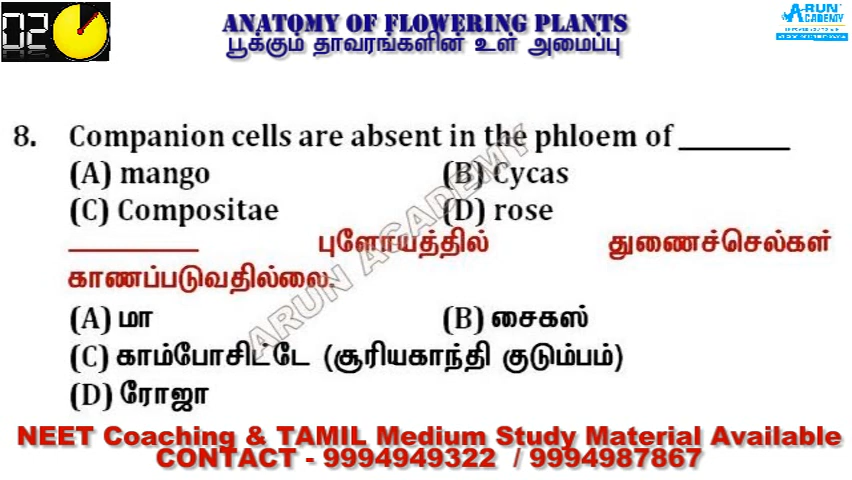 02
ANATOMY OF FLOWERING PLANTS
பூக்கும் தாவரங்களின் உள் அமைப்பு
ARUN
ACADEMY
8. Companion cells are absent in the phloem of ________
(A) mango (B) Cycas
(C) Compositae (D) rose
________ புளோயத்தில் துணைச்செல்கள்
காணப்படுவதில்லை.
(A) மா (B) சைகஸ்
(C) காம்போசிட்டே (சூரியகாந்தி குடும்பம்)
(D) ரோஜா
ARUN ACADEMY
NEET Coaching & TAMIL Medium Study Material Available
CONTACT - 9994949322 / 9994987867